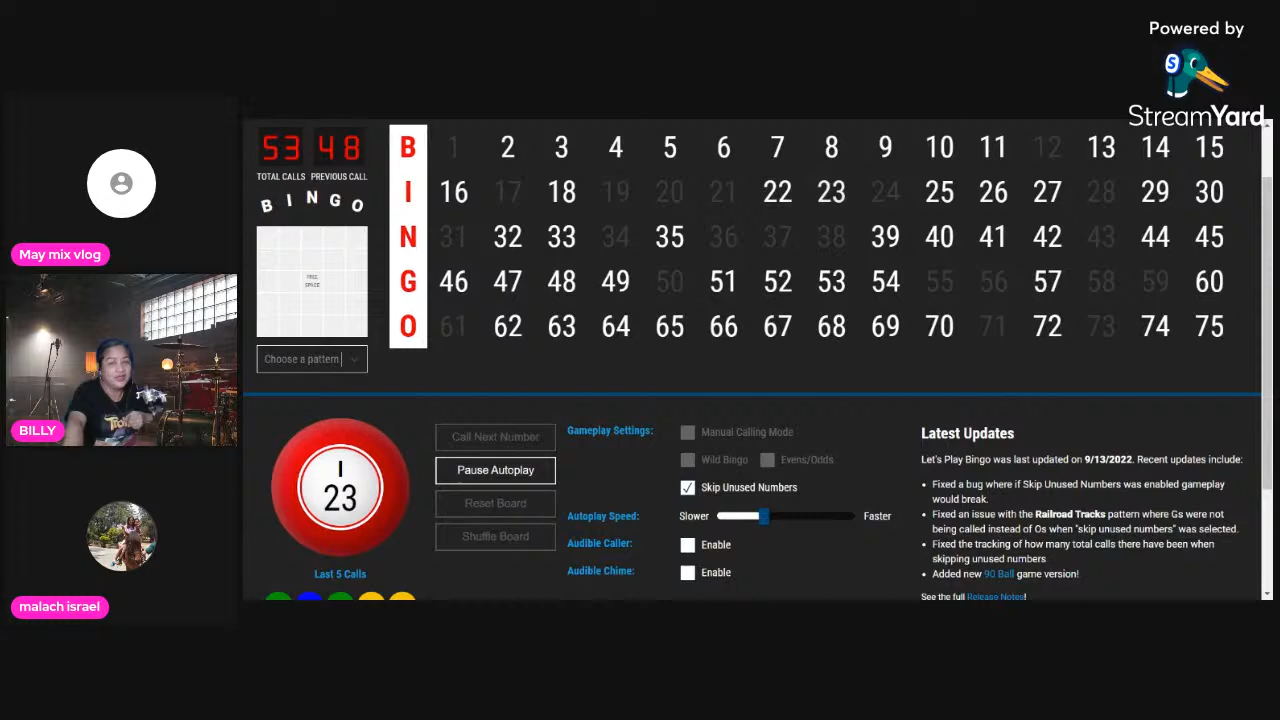 Powered by
StreamYard
May mix vlog
BILLY
malach israel
53 48
TOTAL CALLS PREVIOUS CALL
B I N G O
FREE
SPACE
Choose a pattern
B 1 2 3 4 5 6 7 8 9 10 11 12 13 14 15
I 16 17 18 19 20 21 22 23 24 25 26 27 28 29 30
N 31 32 33 34 35 36 37 38 39 40 41 42 43 44 45
G 46 47 48 49 50 51 52 53 54 55 56 57 58 59 60
O 61 62 63 64 65 66 67 68 69 70 71 72 73 74 75
I
23
Last 5 Calls
Call Next Number
Pause Autoplay
Reset Board
Shuffle Board
Gameplay Settings:
Manual Calling Mode
Wild Bingo Evens/Odds
Skip Unused Numbers
Autoplay Speed: Slower Faster
Audible Caller: Enable
Audible Chime: Enable
Latest Updates
Let's Play Bingo was last updated on 9/13/2022. Recent updates include:
Fixed a bug where if Skip Unused Numbers was enabled gameplay
would break.
Fixed an issue with the Railroad Tracks pattern where Gs were not
being called instead of Os when "skip unused numbers" was selected.
Fixed the tracking of how many total calls there have been when
skipping unused numbers
Added new 90 Ball game version!
See the full Release Notes!